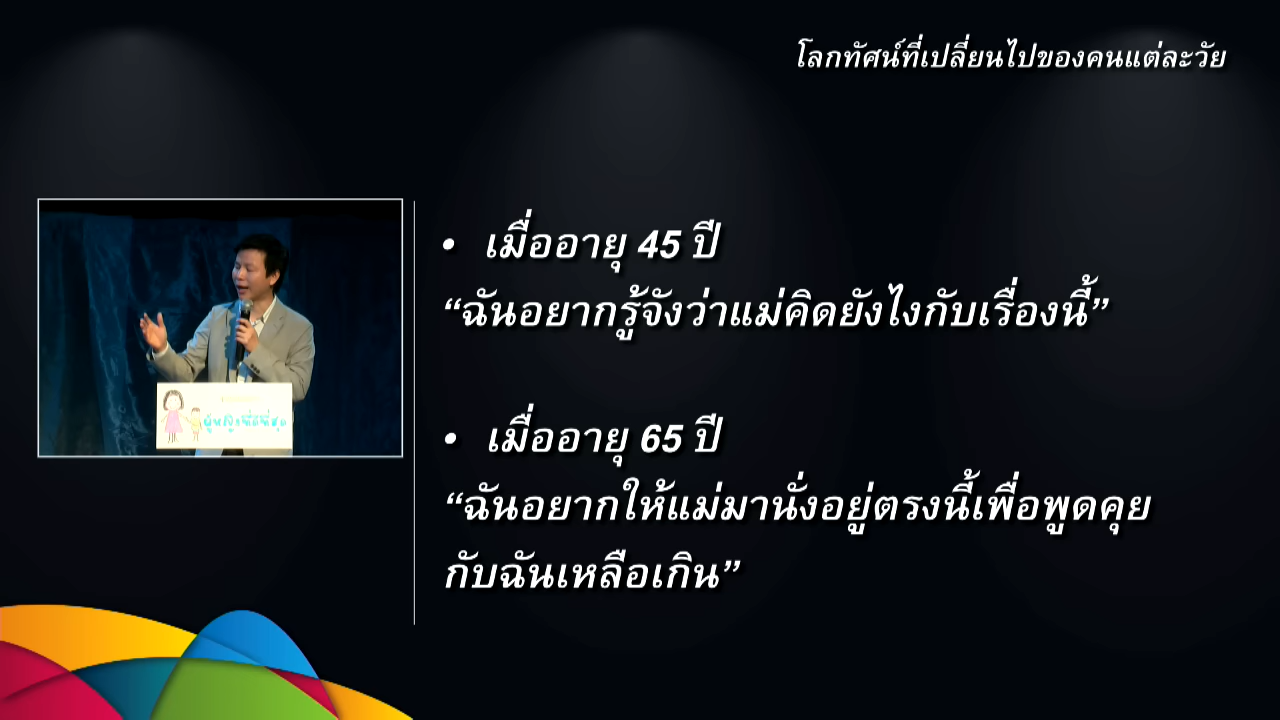 โลกทัศน์ที่เปลี่ยนไปของคนแต่ละวัย
• เมื่ออายุ 45 ปี
“ฉันอยากรู้จังว่าแม่คิดยังไงกับเรื่องนี้”
• เมื่ออายุ 65 ปี
“ฉันอยากให้แม่มานั่งอยู่ตรงนี้เพื่อพูดคุย
กับฉันเหลือเกิน”